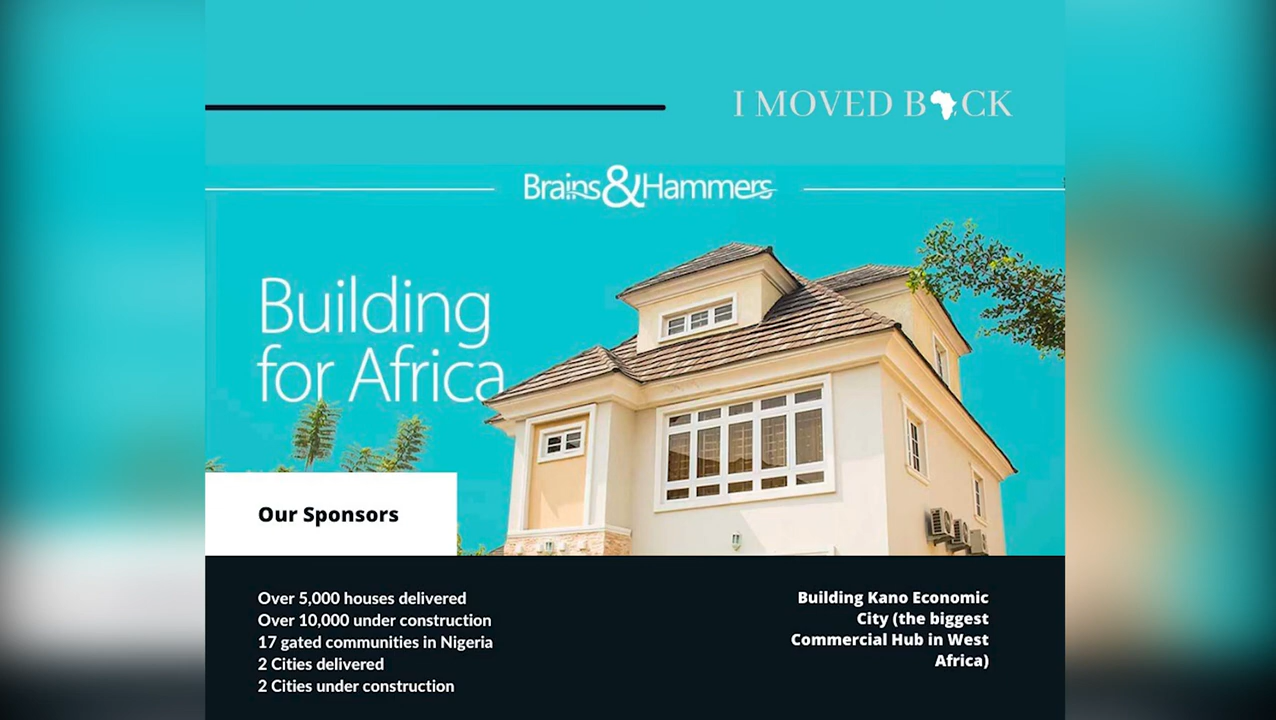 I MOVED BACK
Brains&Hammers
Building
for Africa
Our Sponsors
Over 5,000 houses delivered
Over 10,000 under construction
17 gated communities in Nigeria
2 Cities delivered
2 Cities under construction
Building Kano Economic
City (the biggest
Commercial Hub in West
Africa)